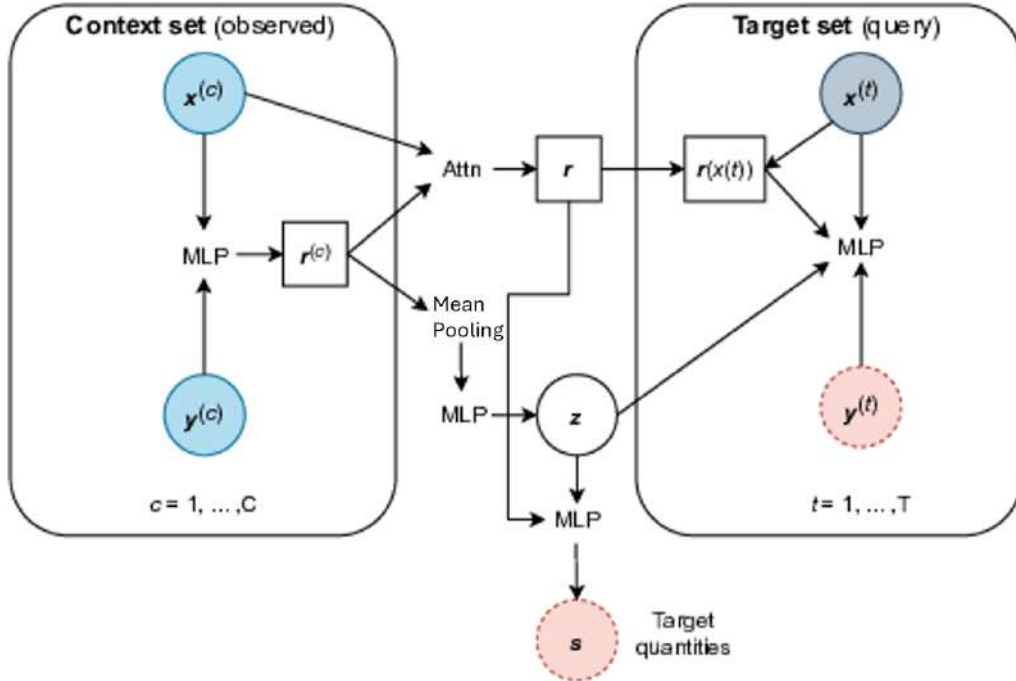 Context set (observed)
Target set (query)
x(c)
x(t)
Attn
r
r(x(t))
MLP
r(c)
MLP
Mean
Pooling
y(c)
MLP
z
y(t)
c = 1, ... ,C
MLP
t = 1, ... ,T
s
Target
quantities